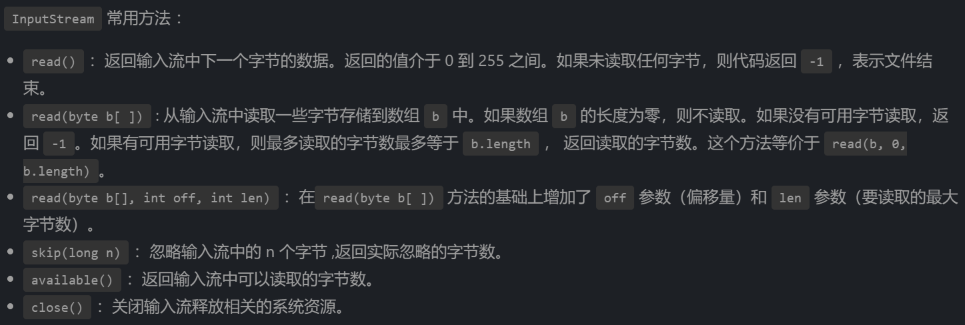 InputStream 常用方法 :
read() : 返回输入流中下一个字节的数据。返回的值介于 0 到 255 之间。如果未读取任何字节，则代码返回 -1 ，表示文件结
束。
read(byte b[ ]) : 从输入流中读取一些字节存储到数组 b 中。如果数组 b 的长度为零，则不读取。如果没有可用字节读取，返
回 -1。如果有可用字节读取，则最多读取的字节数最多等于 b.length ， 返回读取的字节数。这个方法等价于 read(b, 0,
b.length)。
read(byte b[], int off, int len) : 在read(byte b[ ]) 方法的基础上增加了 off 参数（偏移量）和 len 参数（要读取的最大
字节数）。
skip(long n) : 忽略输入流中的 n 个字节 ,返回实际忽略的字节数。
available() : 返回输入流中可以读取的字节数。
close() : 关闭输入流释放相关的系统资源。